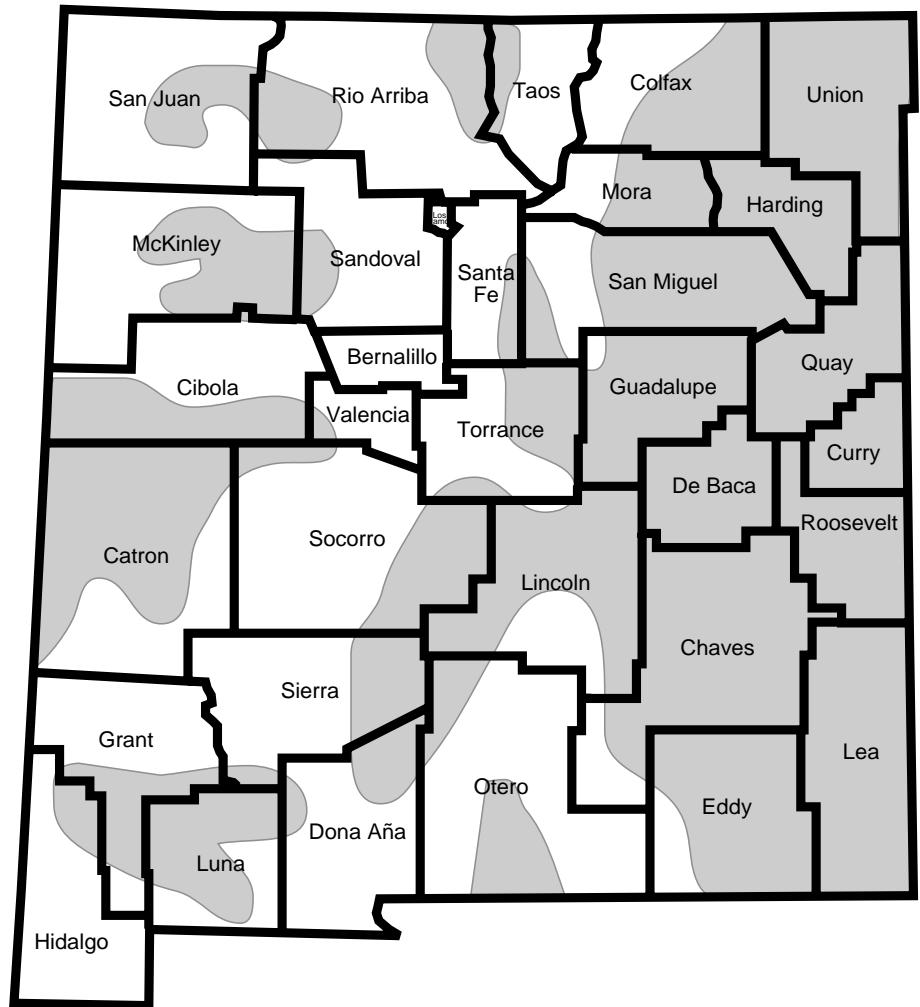 San Juan
Rio Arriba
Taos
Colfax
Union
Mora
Harding
McKinley
Los
Sandoval
Santa
Fe
San Miguel
Bernalillo
Quay
Cibola
Guadalupe
Valencia
Torrance
Curry
De Baca
Roosevelt
Socorro
Catron
Lincoln
Chaves
Sierra
Grant
Lea
Otero
Eddy
Dona Aña
Luna
Hidalgo